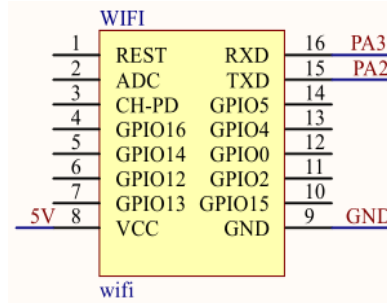 WIFI
1 REST RXD 16 PA3
2 ADC TXD 15 PA2
3 CH-PD GPIO5 14
4 GPIO16 GPIO4 13
5 GPIO14 GPIO0 12
6 GPIO12 GPIO2 11
7 GPIO13 GPIO15 10
5V 8 VCC GND 9 GND
wifi